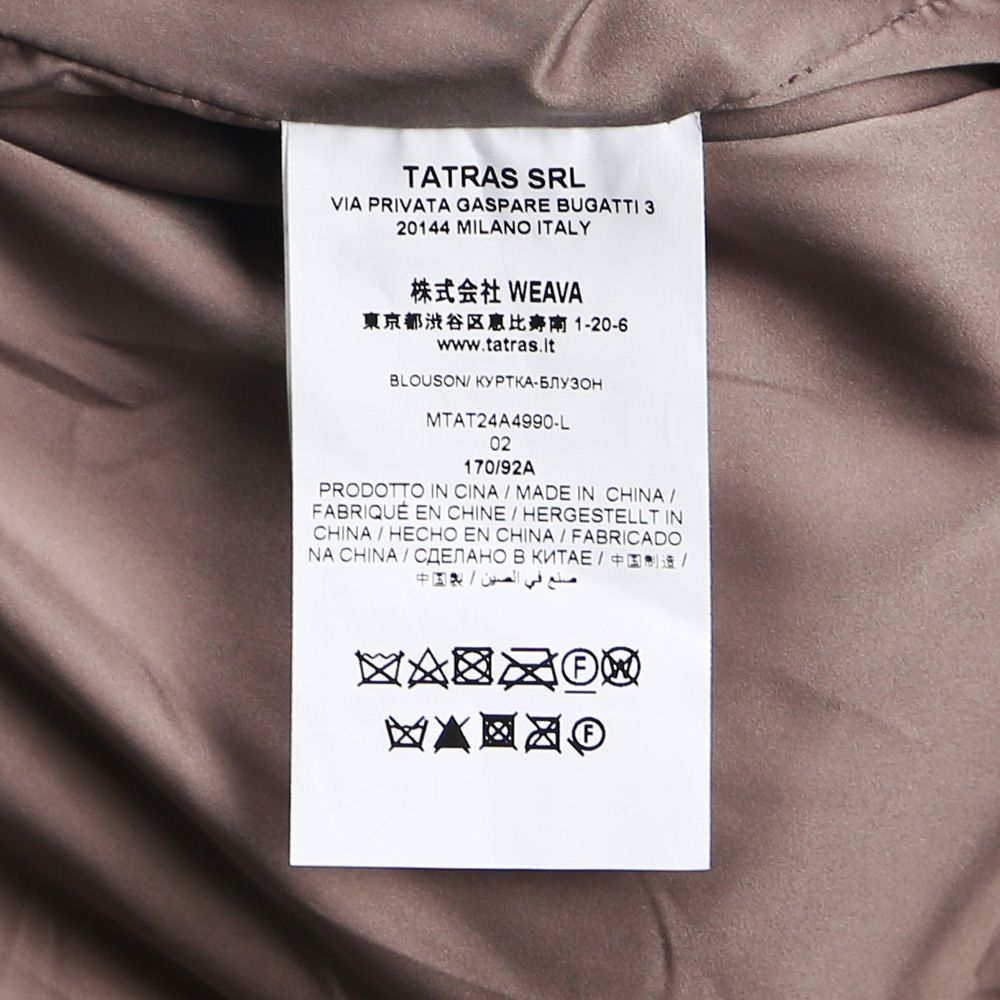 TATRAS SRL
VIA PRIVATA GASPARE BUGATTI 3
20144 MILANO ITALY
株式会社 WEAVA
東京都渋谷区恵比寿南 1-20-6
www.tatras.it
BLOUSON/ КУРТКА-БЛУЗОН
MTAT24A4990-L
02
170/92A
PRODOTTO IN CINA / MADE IN CHINA /
FABRIQUÉ EN CHINE / HERGESTELLT IN
CHINA / HECHO EN CHINA / FABRICADO
NA CHINA / СДЕЛАНО В КИТАЕ / 中国制造 /
中国製 / صنع في الصين
F W
F